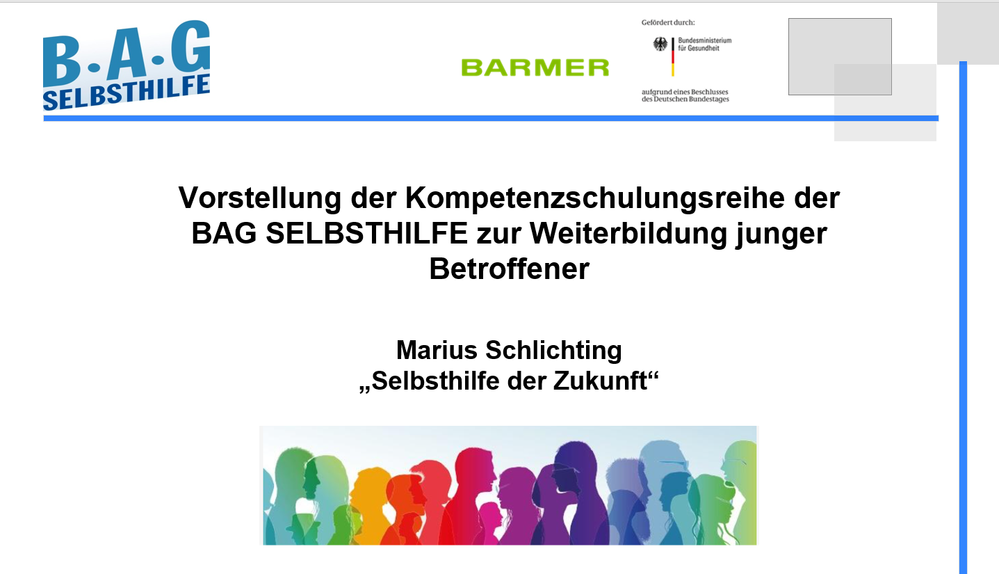 B·A·G
SELBSTHILFE
BARMER
Gefördert durch:
Bundesministerium
für Gesundheit
aufgrund eines Beschlusses
des Deutschen Bundestages
Vorstellung der Kompetenzschulungsreihe der
BAG SELBSTHILFE zur Weiterbildung junger
Betroffener
Marius Schlichting
„Selbsthilfe der Zukunft“